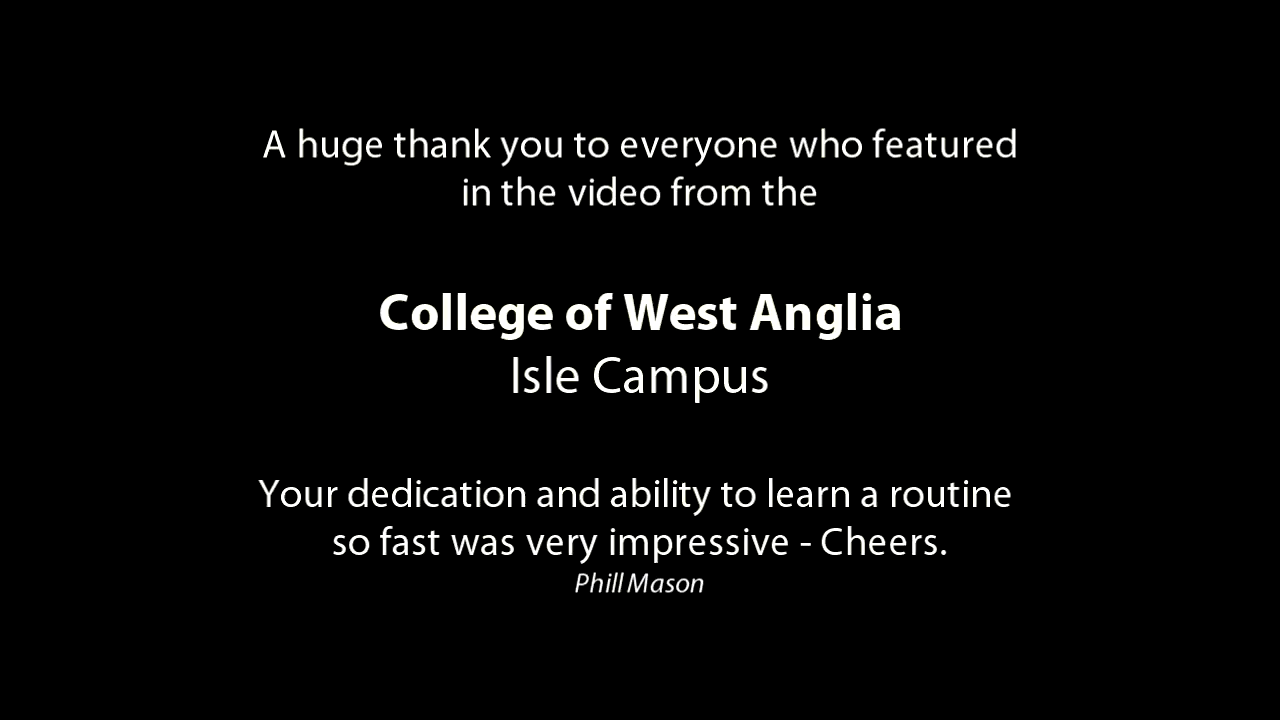 A huge thank you to everyone who featured
in the video from the
College of West Anglia
Isle Campus
Your dedication and ability to learn a routine
so fast was very impressive - Cheers.
Phill Mason